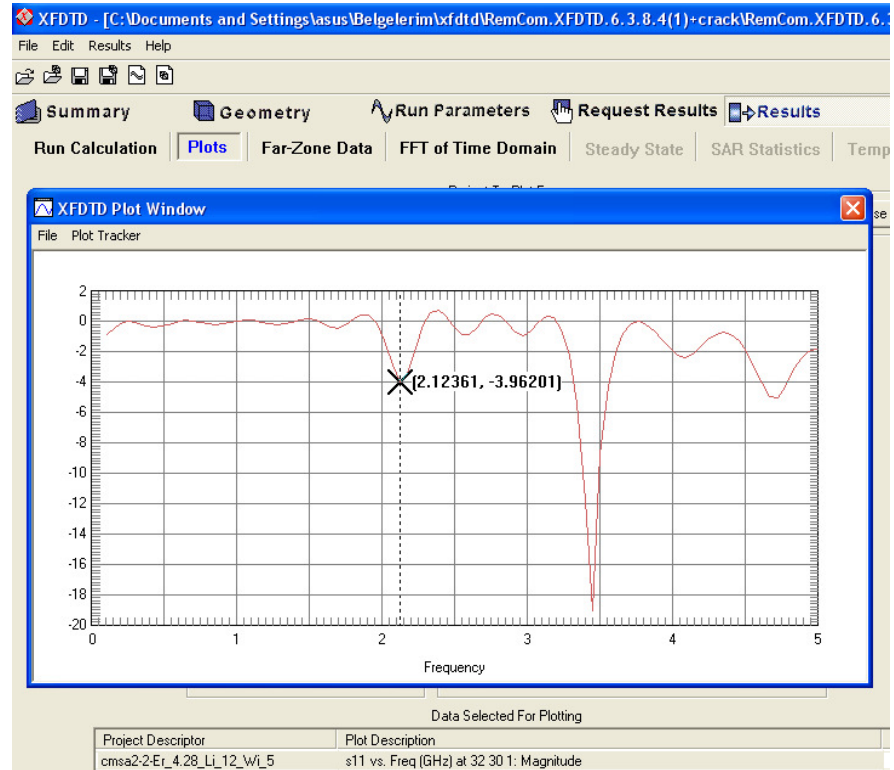 XFDTD - [C:\Documents and Settings\asus\Belgelerim\xfdtd\RemCom.XFDTD.6.3.8.4(1)+crack\RemCom.XFDTD.6.
File Edit Results Help
Summary Geometry Run Parameters Request Results Results
Run Calculation Plots Far-Zone Data FFT of Time Domain Steady State SAR Statistics Temp
XFDTD Plot Window
se
File Plot Tracker
2
0
-2
-4
(2.12361, -3.96201)
-6
-8
-10
-12
-14
-16
-18
-20
0 1 2 3 4 5
Frequency
Data Selected For Plotting
Project Descriptor Plot Description
cmsa2-2-Er_4.28_Li_12_Wi_5 s11 vs. Freq (GHz) at 32 30 1: Magnitude